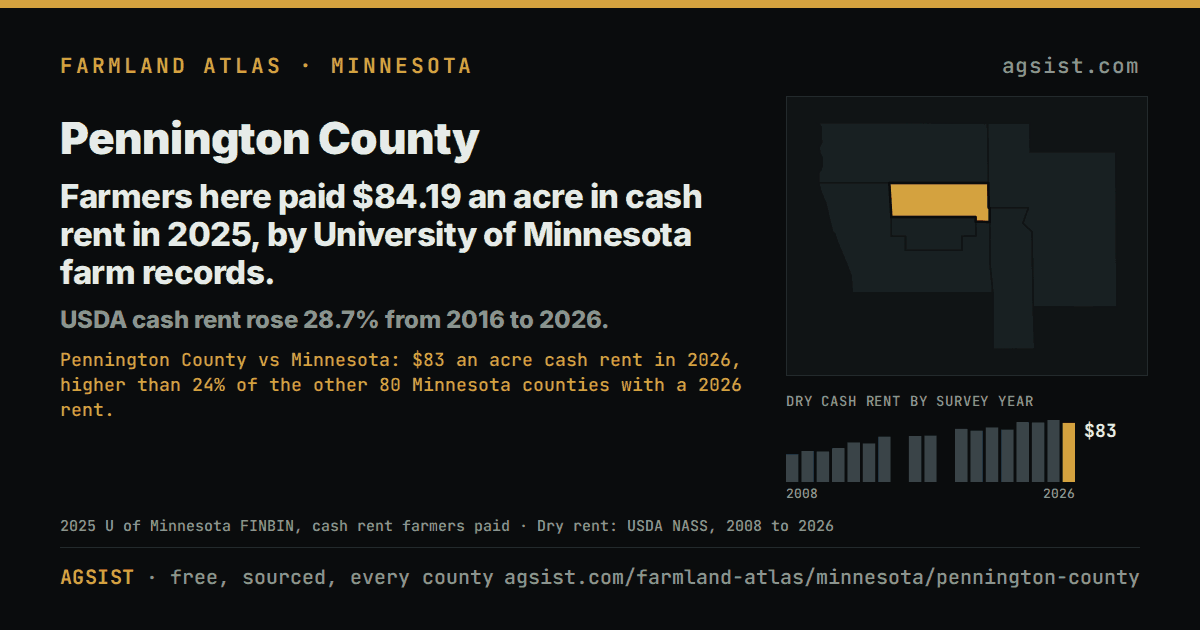 FARMLAND ATLAS · MINNESOTA
agsist.com
Pennington County
Farmers here paid $84.19 an acre in cash
rent in 2025, by University of Minnesota
farm records.
USDA cash rent rose 28.7% from 2016 to 2026.
Pennington County vs Minnesota: $83 an acre cash rent in 2026,
higher than 24% of the other 80 Minnesota counties with a 2026
rent.
DRY CASH RENT BY SURVEY YEAR
$83
2008
2026
2025 U of Minnesota FINBIN, cash rent farmers paid · Dry rent: USDA NASS, 2008 to 2026
AGSIST · free, sourced, every county agsist.com/farmland-atlas/minnesota/pennington-county